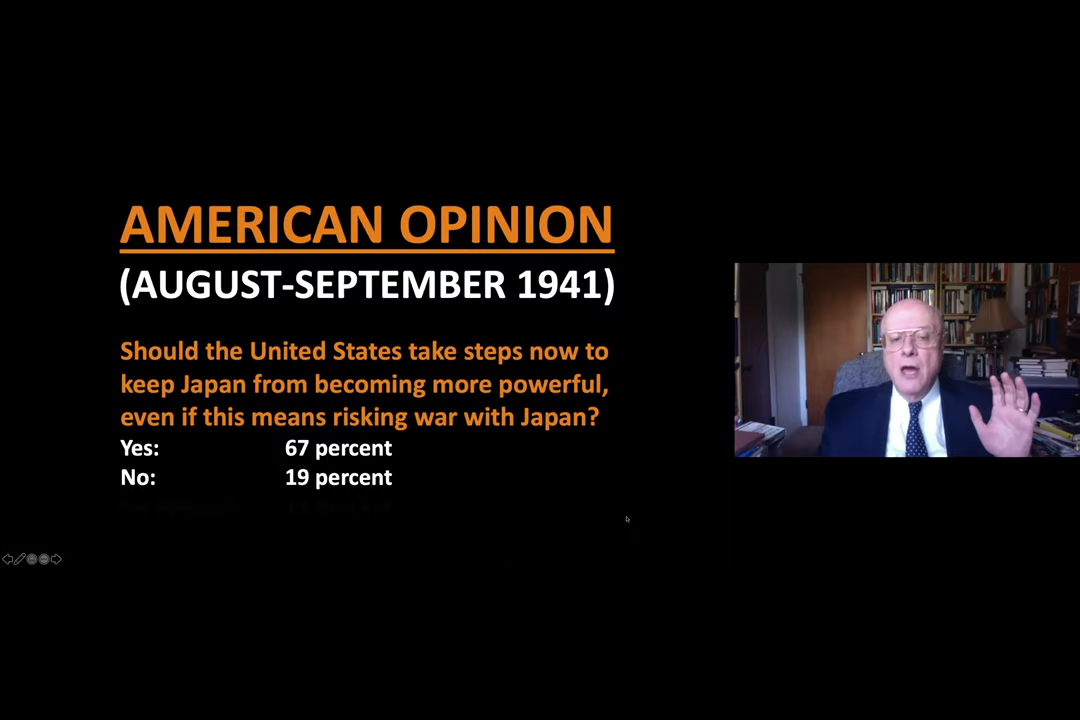 AMERICAN OPINION
(AUGUST-SEPTEMBER 1941)
Should the United States take steps now to
keep Japan from becoming more powerful,
even if this means risking war with Japan?
Yes: 67 percent
No: 19 percent